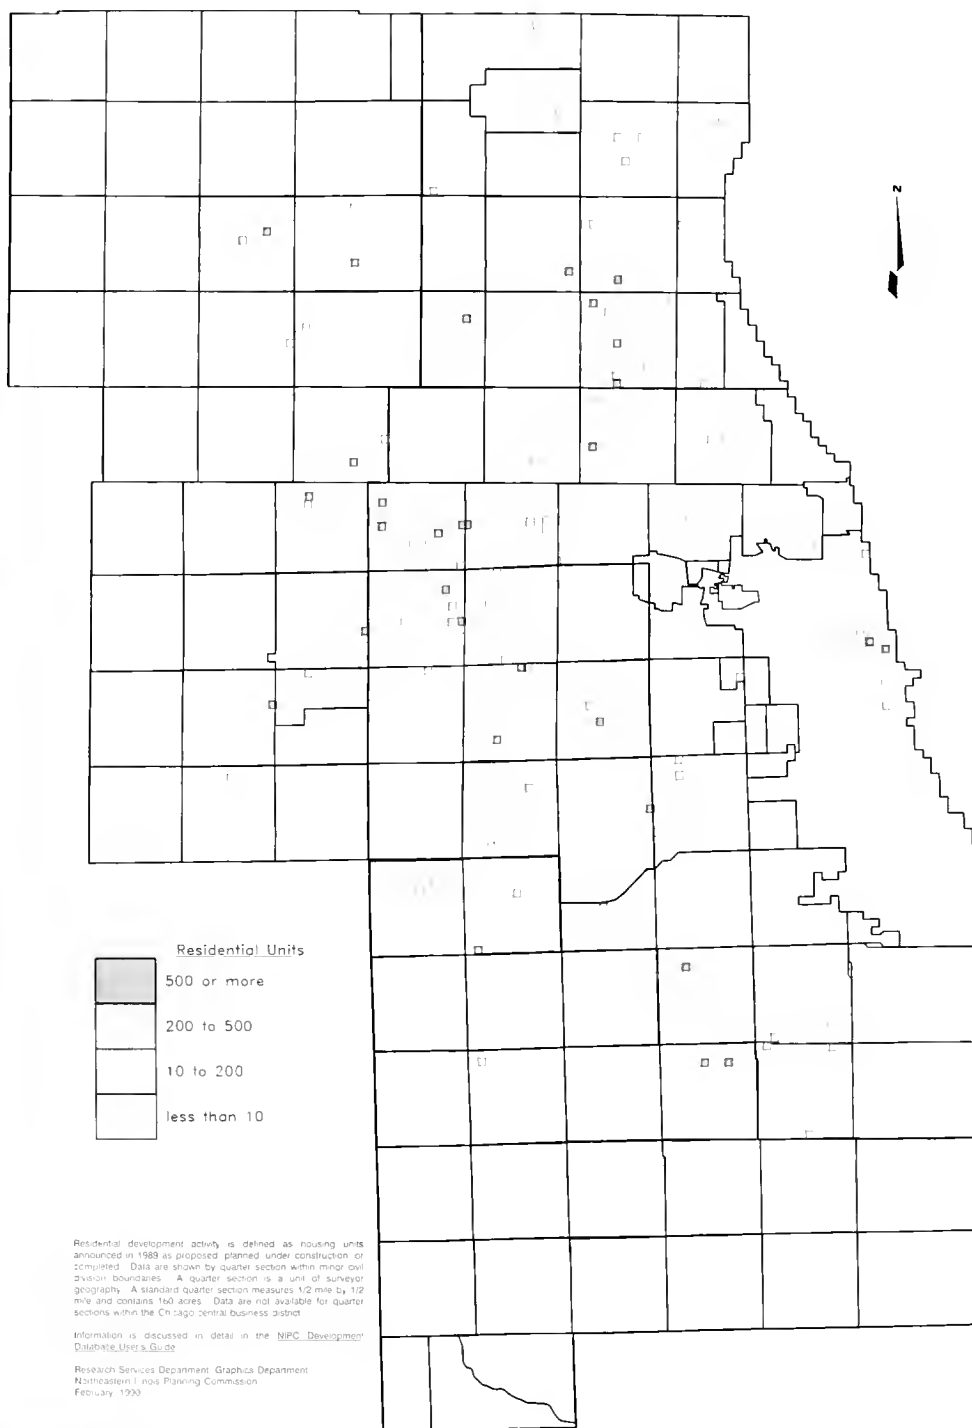 N
Residential Units
500 or more
200 to 500
10 to 200
less than 10
Residential development activity is defined as housing units
announced in 1989 as proposed planned under construction or
completed Data are shown by quarter section within minor civil
division boundaries A quarter section is a unit of surveyor
geography A standard quarter section measures 1/2 mile by 1/2
mile and contains 160 acres Data are not available for quarter
sections within the Chicago central business district
Information is discussed in detail in the NIPC Development
Database User's Guide
Research Services Department Graphics Department
Northeastern Illinois Planning Commission
February 1990